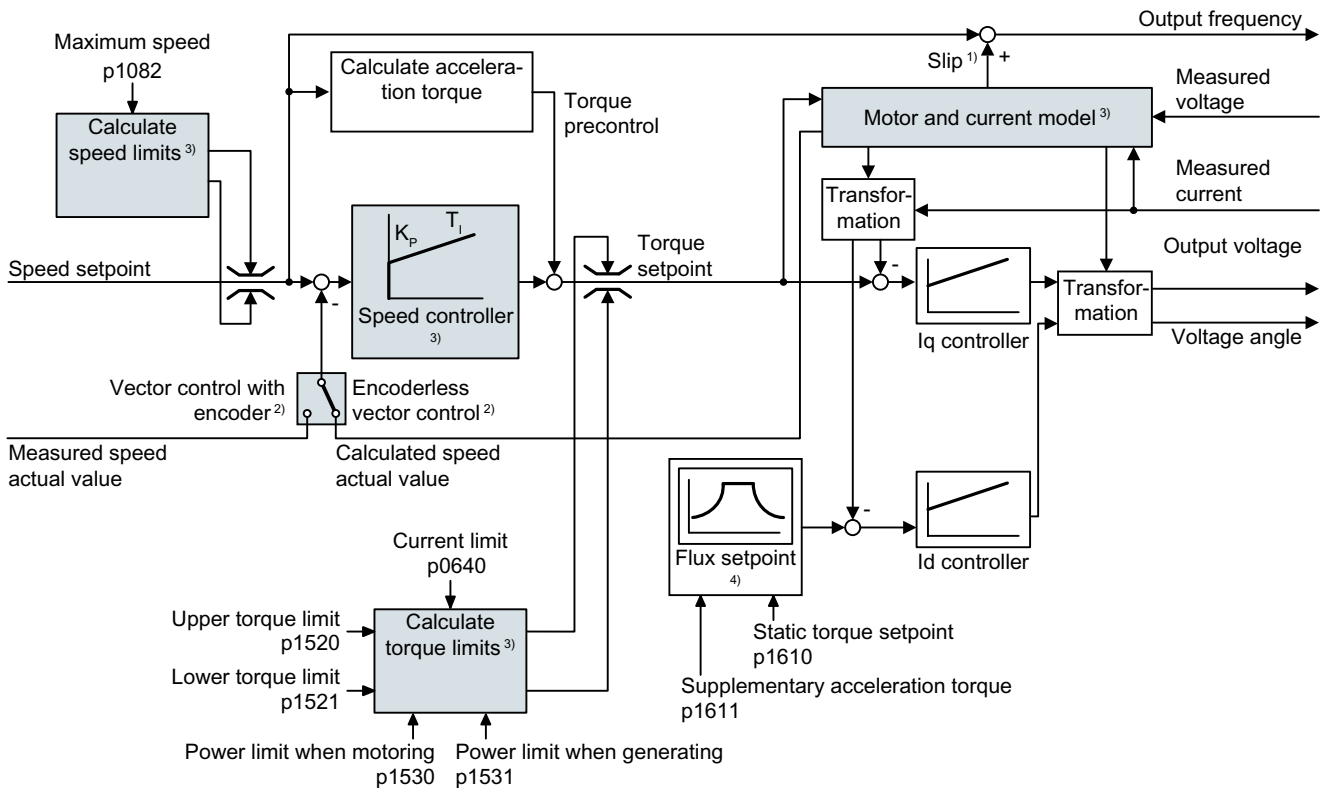 Output frequency
Maximum speed
p1082
Calculate accelera-
tion torque
Slip 1) +
Measured
voltage
Torque
precontrol
Calculate
speed limits 3)
Motor and current model 3)
Measured
current
Transfor-
mation
KP TI
Speed setpoint
Torque
setpoint
Output voltage
-
-
Speed controller
3)
Iq controller
Transfor-
mation
Voltage angle
Vector control with
encoder 2)
Encoderless
vector control 2)
Measured speed
actual value
Calculated speed
actual value
-
Flux setpoint
4)
Id controller
Current limit
p0640
Upper torque limit
p1520
Calculate
torque limits 3)
Static torque setpoint
p1610
Lower torque limit
p1521
Supplementary acceleration torque
p1611
Power limit when motoring
p1530
Power limit when generating
p1531